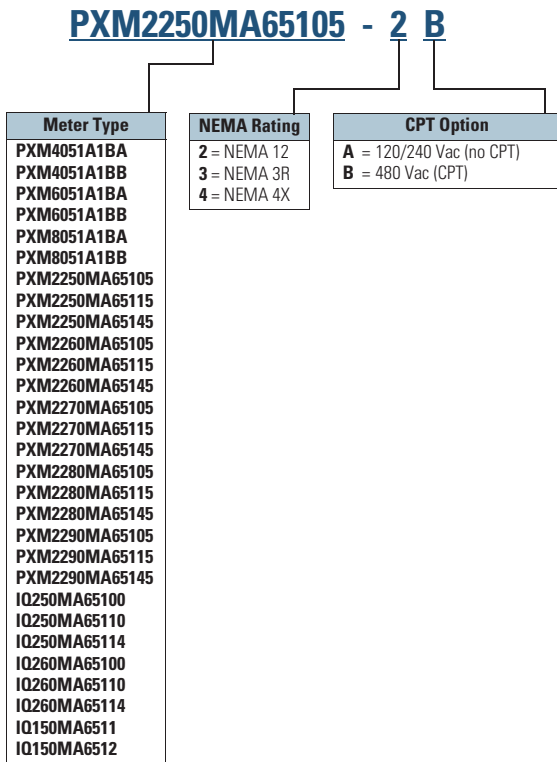 PXM2250MA65105 - 2 B
Meter Type
PXM4051A1BA
PXM4051A1BB
PXM6051A1BA
PXM6051A1BB
PXM8051A1BA
PXM8051A1BB
PXM2250MA65105
PXM2250MA65115
PXM2250MA65145
PXM2260MA65105
PXM2260MA65115
PXM2260MA65145
PXM2270MA65105
PXM2270MA65115
PXM2270MA65145
PXM2280MA65105
PXM2280MA65115
PXM2280MA65145
PXM2290MA65105
PXM2290MA65115
PXM2290MA65145
IQ250MA65100
IQ250MA65110
IQ250MA65114
IQ260MA65100
IQ260MA65110
IQ260MA65114
IQ150MA6511
IQ150MA6512
NEMA Rating
2 = NEMA 12
3 = NEMA 3R
4 = NEMA 4X
CPT Option
A = 120/240 Vac (no CPT)
B = 480 Vac (CPT)